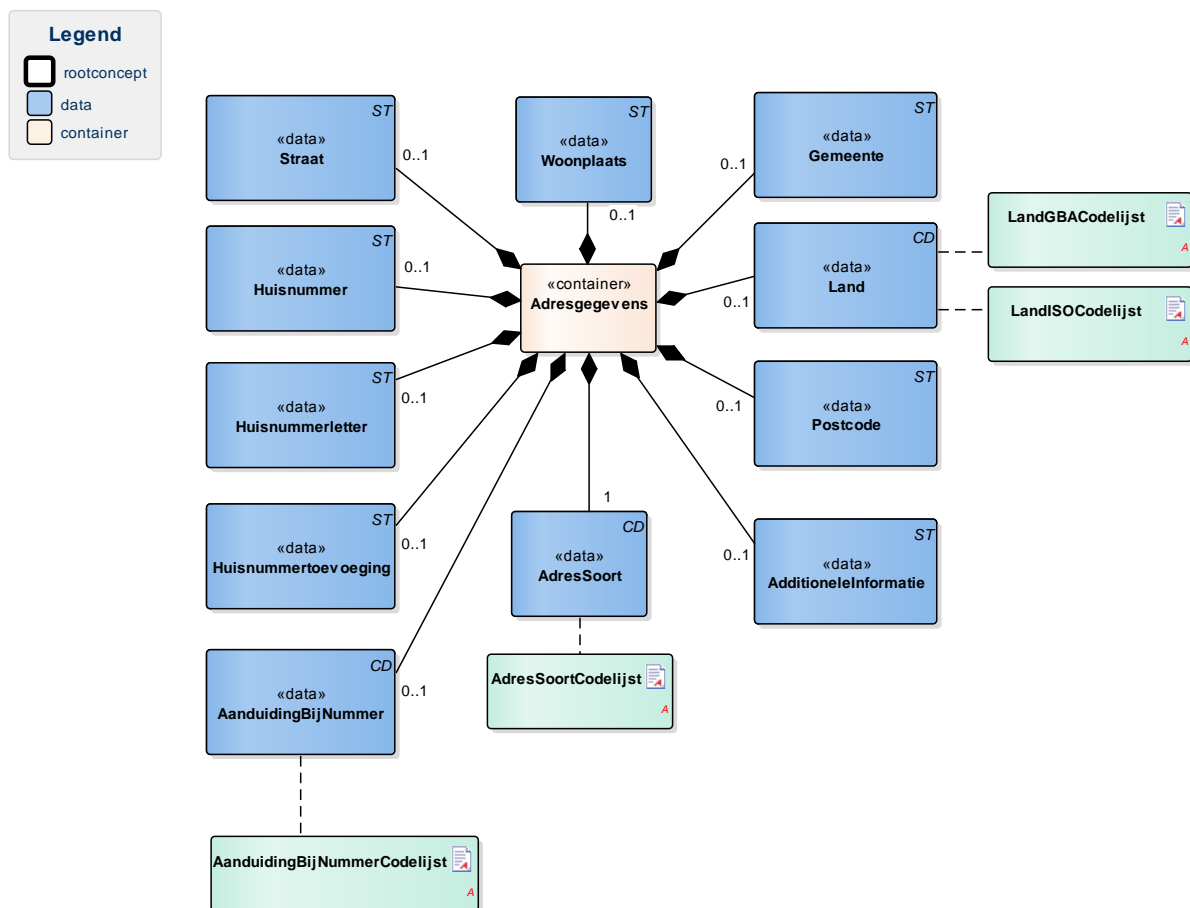 Legend
rootconcept
data
container
ST
«data»
Straat
0..1
ST
«data»
Woonplaats
0..1
ST
«data»
Gemeente
0..1
ST
«data»
Huisnummer
0..1
«container»
Adresgegevens
CD
«data»
Land
0..1
LandGBACodelijst
A
LandISOCodelijst
A
ST
«data»
Huisnummerletter
0..1
ST
«data»
Postcode
0..1
ST
«data»
Huisnummertoevoeging
0..1
1
CD
«data»
AdresSoort
ST
«data»
AdditioneleInformatie
0..1
CD
«data»
AanduidingBijNummer
0..1
AdresSoortCodelijst
A
AanduidingBijNummerCodelijst
A